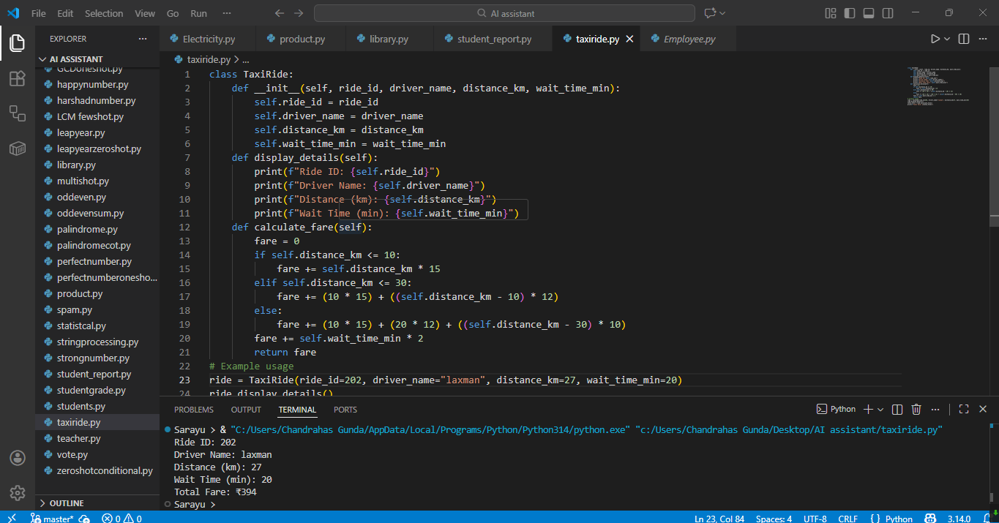 File Edit Selection View Go Run ··· AI assistant
EXPLORER ···
AI ASSISTANT
GCDoneshot.py
happynumber.py
harshadnumber.py
LCM fewshot.py
leapyear.py
leapyearzeroshot.py
library.py
multishot.py
oddeven.py
oddevensum.py
palindrome.py
palindromecot.py
perfectnumber.py
perfectnumberonesho...
product.py
spam.py
statistcal.py
stringprocessing.py
strongnumber.py
student_report.py
studentgrade.py
students.py
taxiride.py
teacher.py
vote.py
zeroshotconditional.py
OUTLINE
Electricity.py product.py library.py student_report.py taxiride.py Employee.py
taxiride.py > ...
1 class TaxiRide:
2 def __init__(self, ride_id, driver_name, distance_km, wait_time_min):
3 self.ride_id = ride_id
4 self.driver_name = driver_name
5 self.distance_km = distance_km
6 self.wait_time_min = wait_time_min
7 def display_details(self):
8 print(f"Ride ID: {self.ride_id}")
9 print(f"Driver Name: {self.driver_name}")
10 print(f"Distance (km): {self.distance_km}")
11 print(f"Wait Time (min): {self.wait_time_min}")
12 def calculate_fare(self):
13 fare = 0
14 if self.distance_km <= 10:
15 fare += self.distance_km * 15
16 elif self.distance_km <= 30:
17 fare += (10 * 15) + ((self.distance_km - 10) * 12)
18 else:
19 fare += (10 * 15) + (20 * 12) + ((self.distance_km - 30) * 10)
20 fare += self.wait_time_min * 2
21 return fare
22 # Example usage
23 ride = TaxiRide(ride_id=202, driver_name="laxman", distance_km=27, wait_time_min=20)
24 ride.display_details()
PROBLEMS OUTPUT TERMINAL PORTS Python
Sarayu > & "C:/Users/Chandrahas Gunda/AppData/Local/Programs/Python/Python314/python.exe" "c:/Users/Chandrahas Gunda/Desktop/AI assistant/taxiride.py"
Ride ID: 202
Driver Name: laxman
Distance (km): 27
Wait Time (min): 20
Total Fare: ₹394
Sarayu >
master* 0 0 Ln 23, Col 84 Spaces: 4 UTF-8 CRLF { } Python 3.14.0